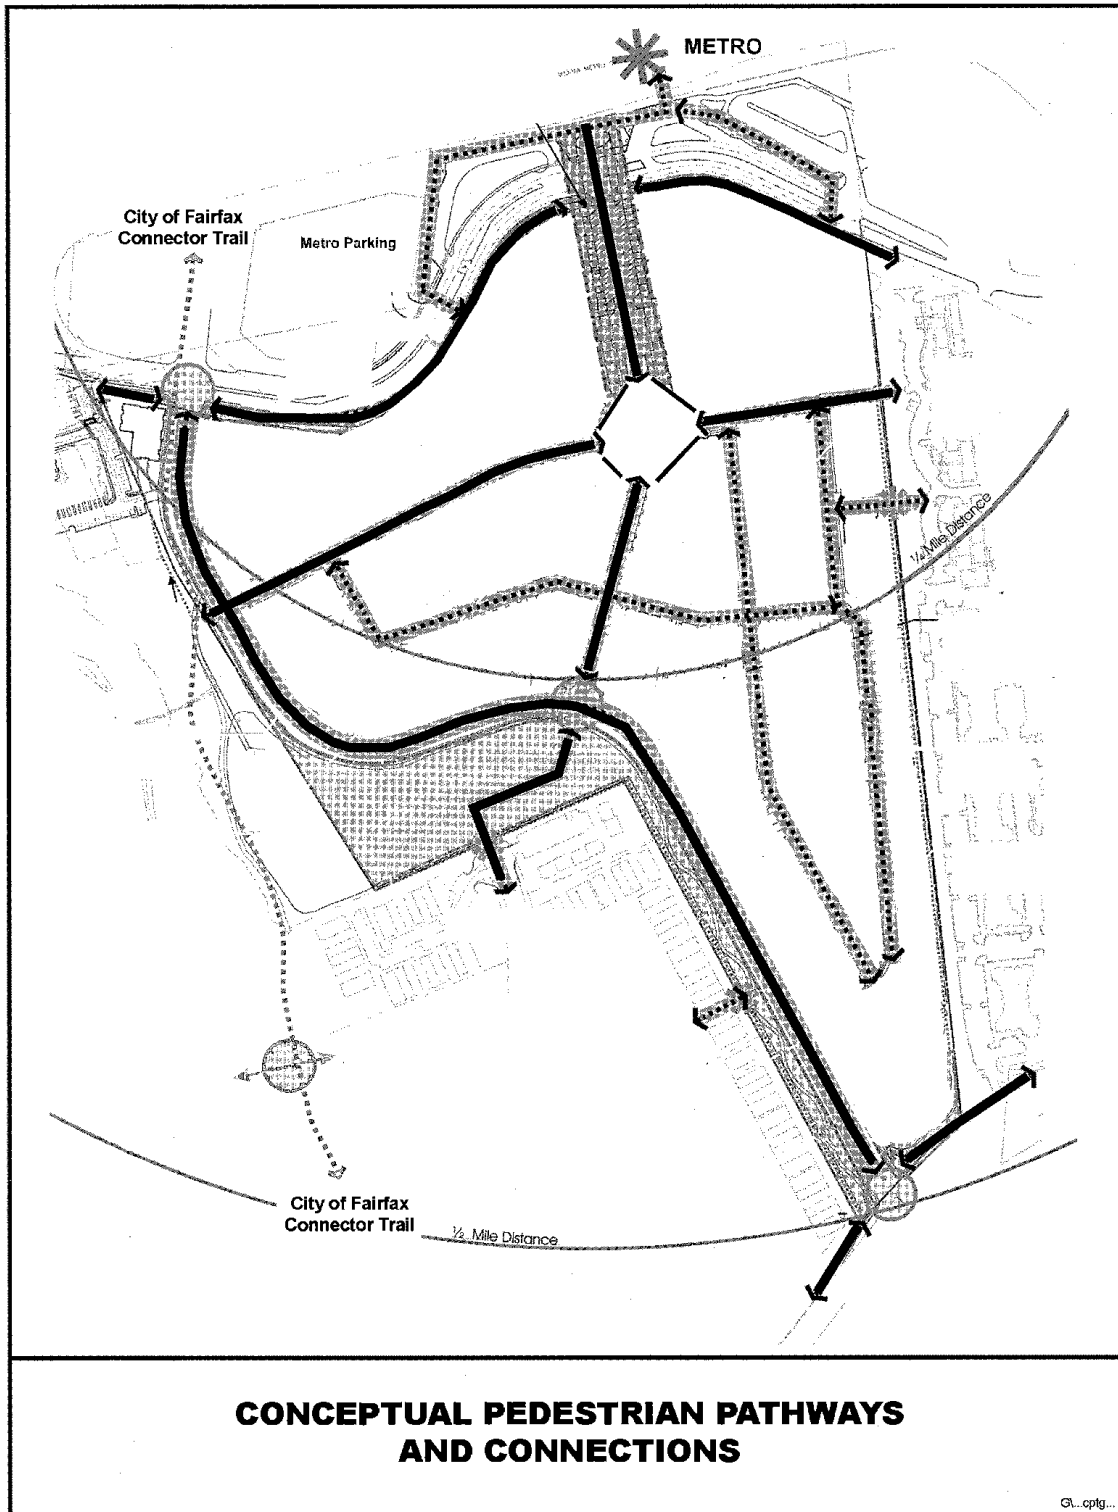 METRO
City of Fairfax
Connector Trail
Metro Parking
¼ Mile Distance
City of Fairfax
Connector Trail
½ Mile Distance
CONCEPTUAL PEDESTRIAN PATHWAYS
AND CONNECTIONS